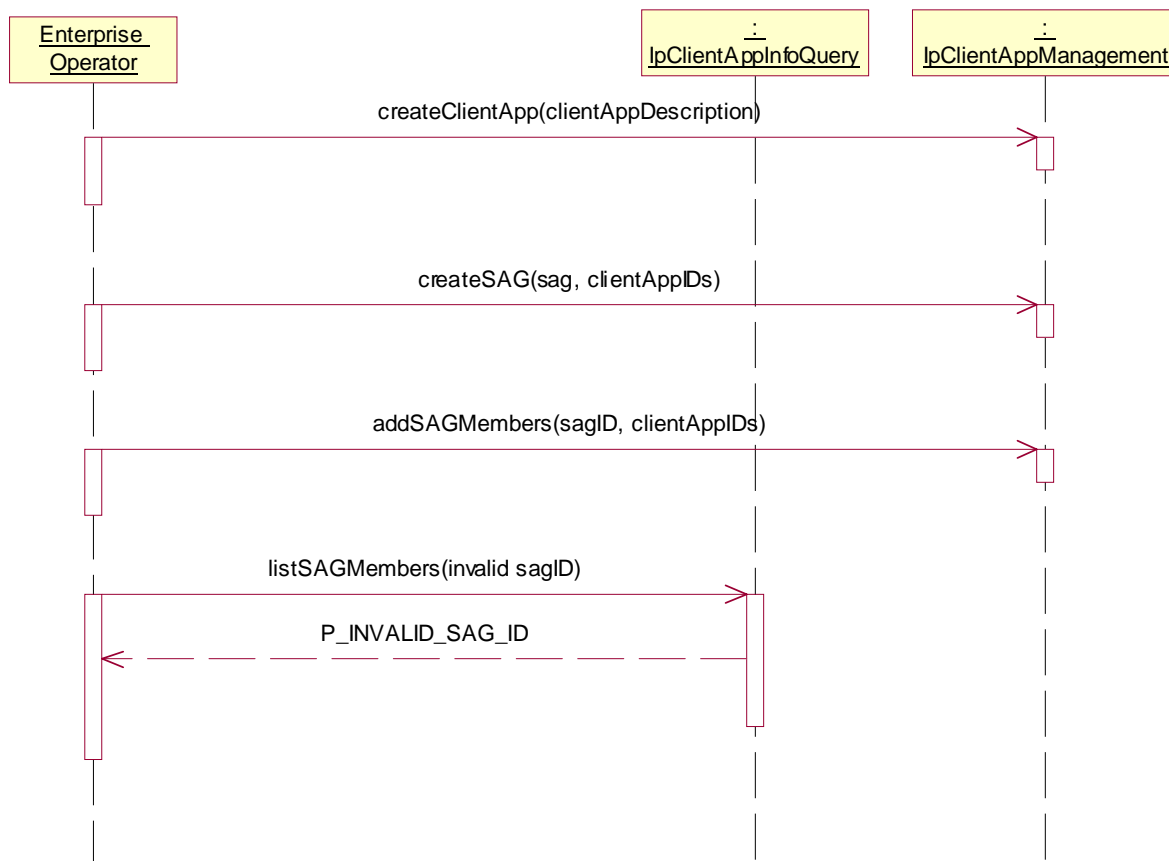 Enterprise
Operator
:
IpClientAppInfoQuery
:
IpClientAppManagement
createClientApp(clientAppDescription)
createSAG(sag, clientAppIDs)
addSAGMembers(sagID, clientAppIDs)
listSAGMembers(invalid sagID)
P_INVALID_SAG_ID